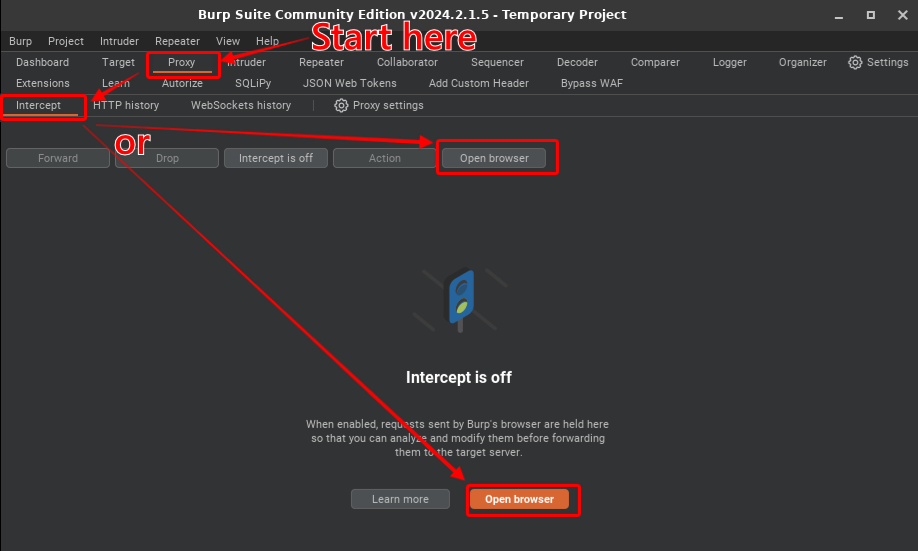 Burp Suite Community Edition v2024.2.1.5 - Temporary Project
Burp Project Intruder Repeater View Help
Start here
Dashboard Target Proxy Intruder Repeater Collaborator Sequencer Decoder Comparer Logger Organizer Settings
Extensions Learn Autorize SQLiPy JSON Web Tokens Add Custom Header Bypass WAF
Intercept HTTP history WebSockets history Proxy settings
or
Forward Drop Intercept is off Action Open browser
Intercept is off
When enabled, requests sent by Burp's browser are held here
so that you can analyze and modify them before forwarding
them to the target server.
Learn more Open browser